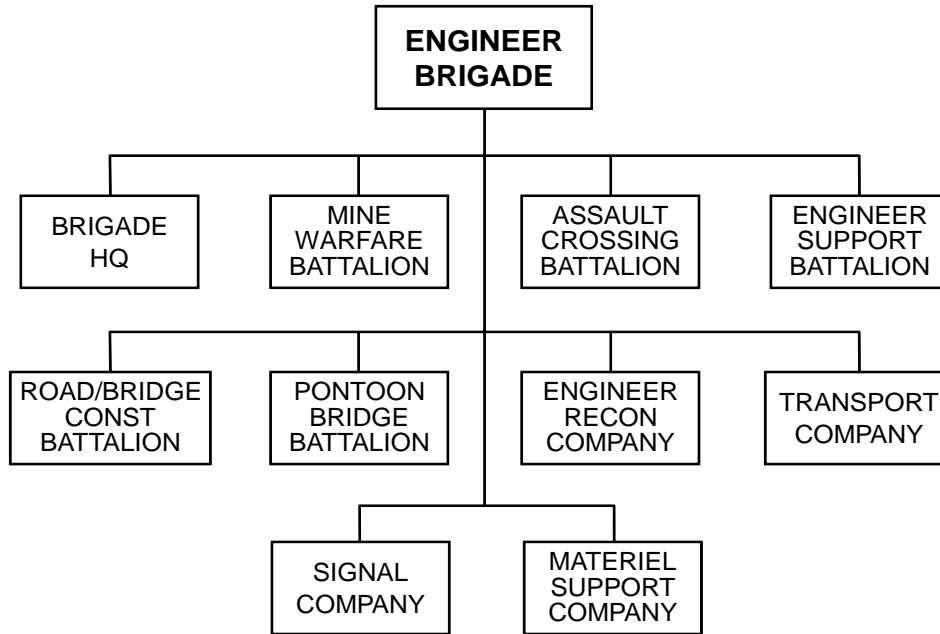 ENGINEER
BRIGADE
BRIGADE
HQ
MINE
WARFARE
BATTALION
ASSAULT
CROSSING
BATTALION
ENGINEER
SUPPORT
BATTALION
ROAD/BRIDGE
CONST
BATTALION
PONTOON
BRIDGE
BATTALION
ENGINEER
RECON
COMPANY
TRANSPORT
COMPANY
SIGNAL
COMPANY
MATERIEL
SUPPORT
COMPANY